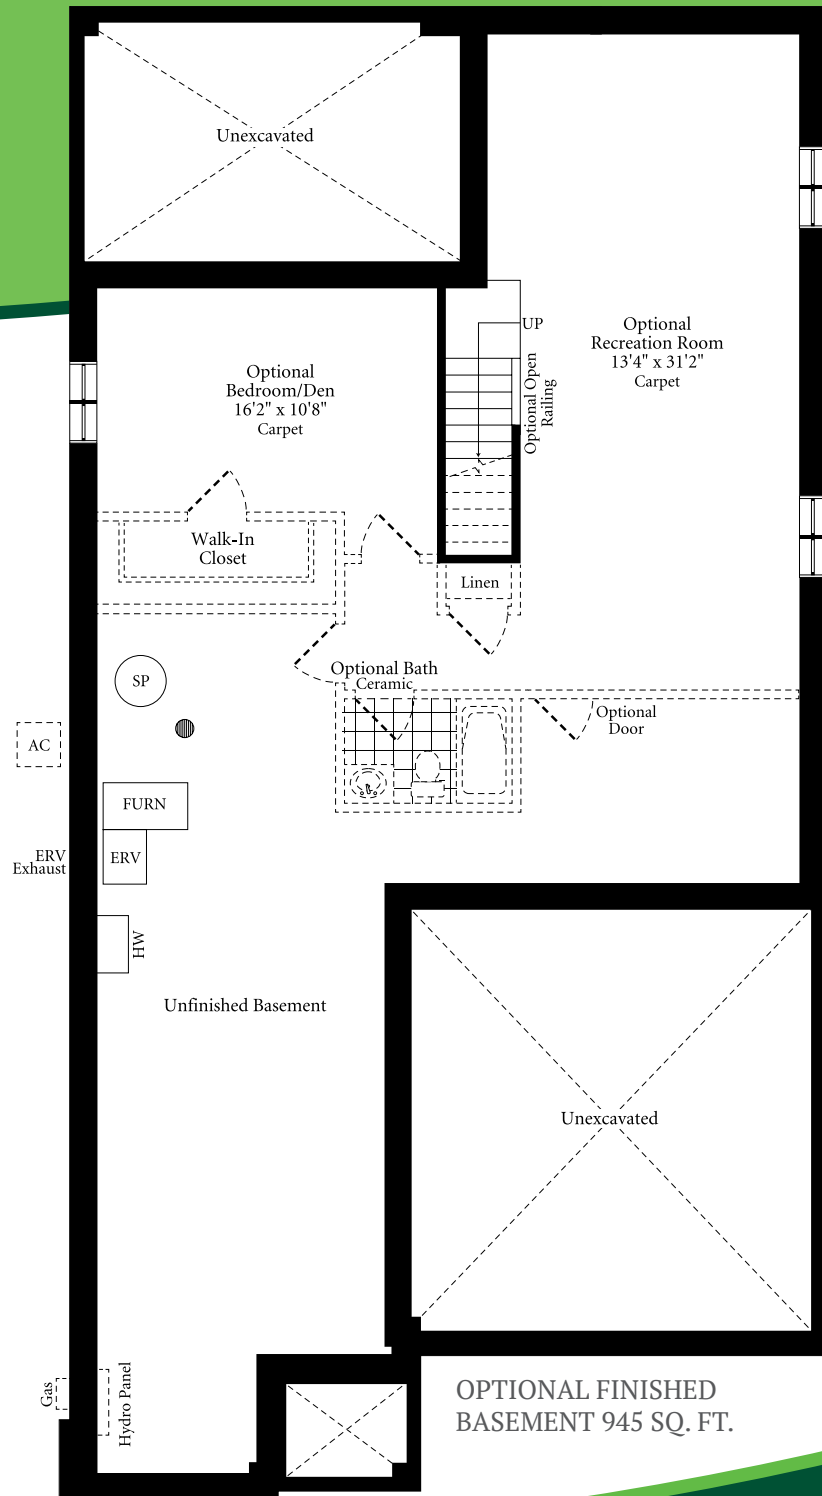 Unexcavated
UP
Optional
Recreation Room
13'4" x 31'2"
Carpet
Optional Open
Railing
Optional
Bedroom/Den
16'2" x 10'8"
Carpet
Walk-In
Closet
Linen
Optional Bath
Ceramic
SP
Optional
Door
AC
FURN
ERV
Exhaust
ERV
HW
Unfinished Basement
Unexcavated
Gas
Hydro Panel
OPTIONAL FINISHED
BASEMENT 945 SQ. FT.